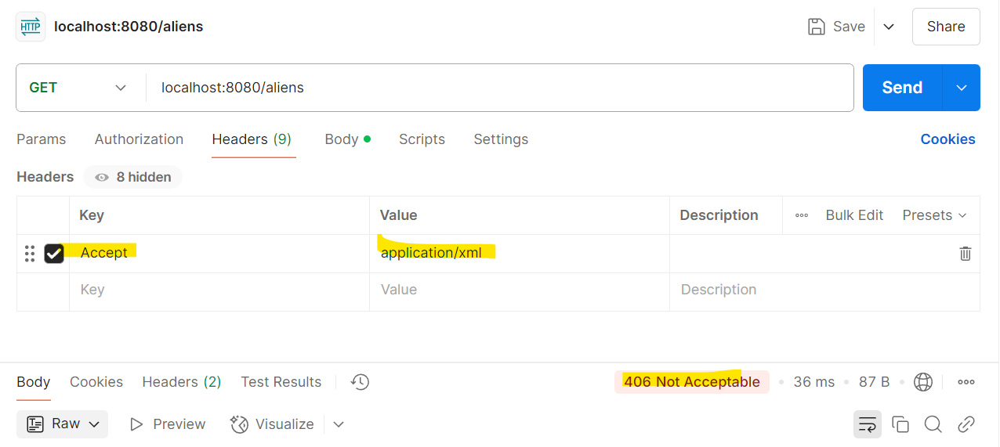 HTTP localhost:8080/aliens Save Share
GET localhost:8080/aliens Send
Params Authorization Headers (9) Body Scripts Settings Cookies
Headers 8 hidden
Key Value Description Bulk Edit Presets
Accept application/xml
Key Value Description
Body Cookies Headers (2) Test Results 406 Not Acceptable • 36 ms • 87 B •
Raw Preview Visualize